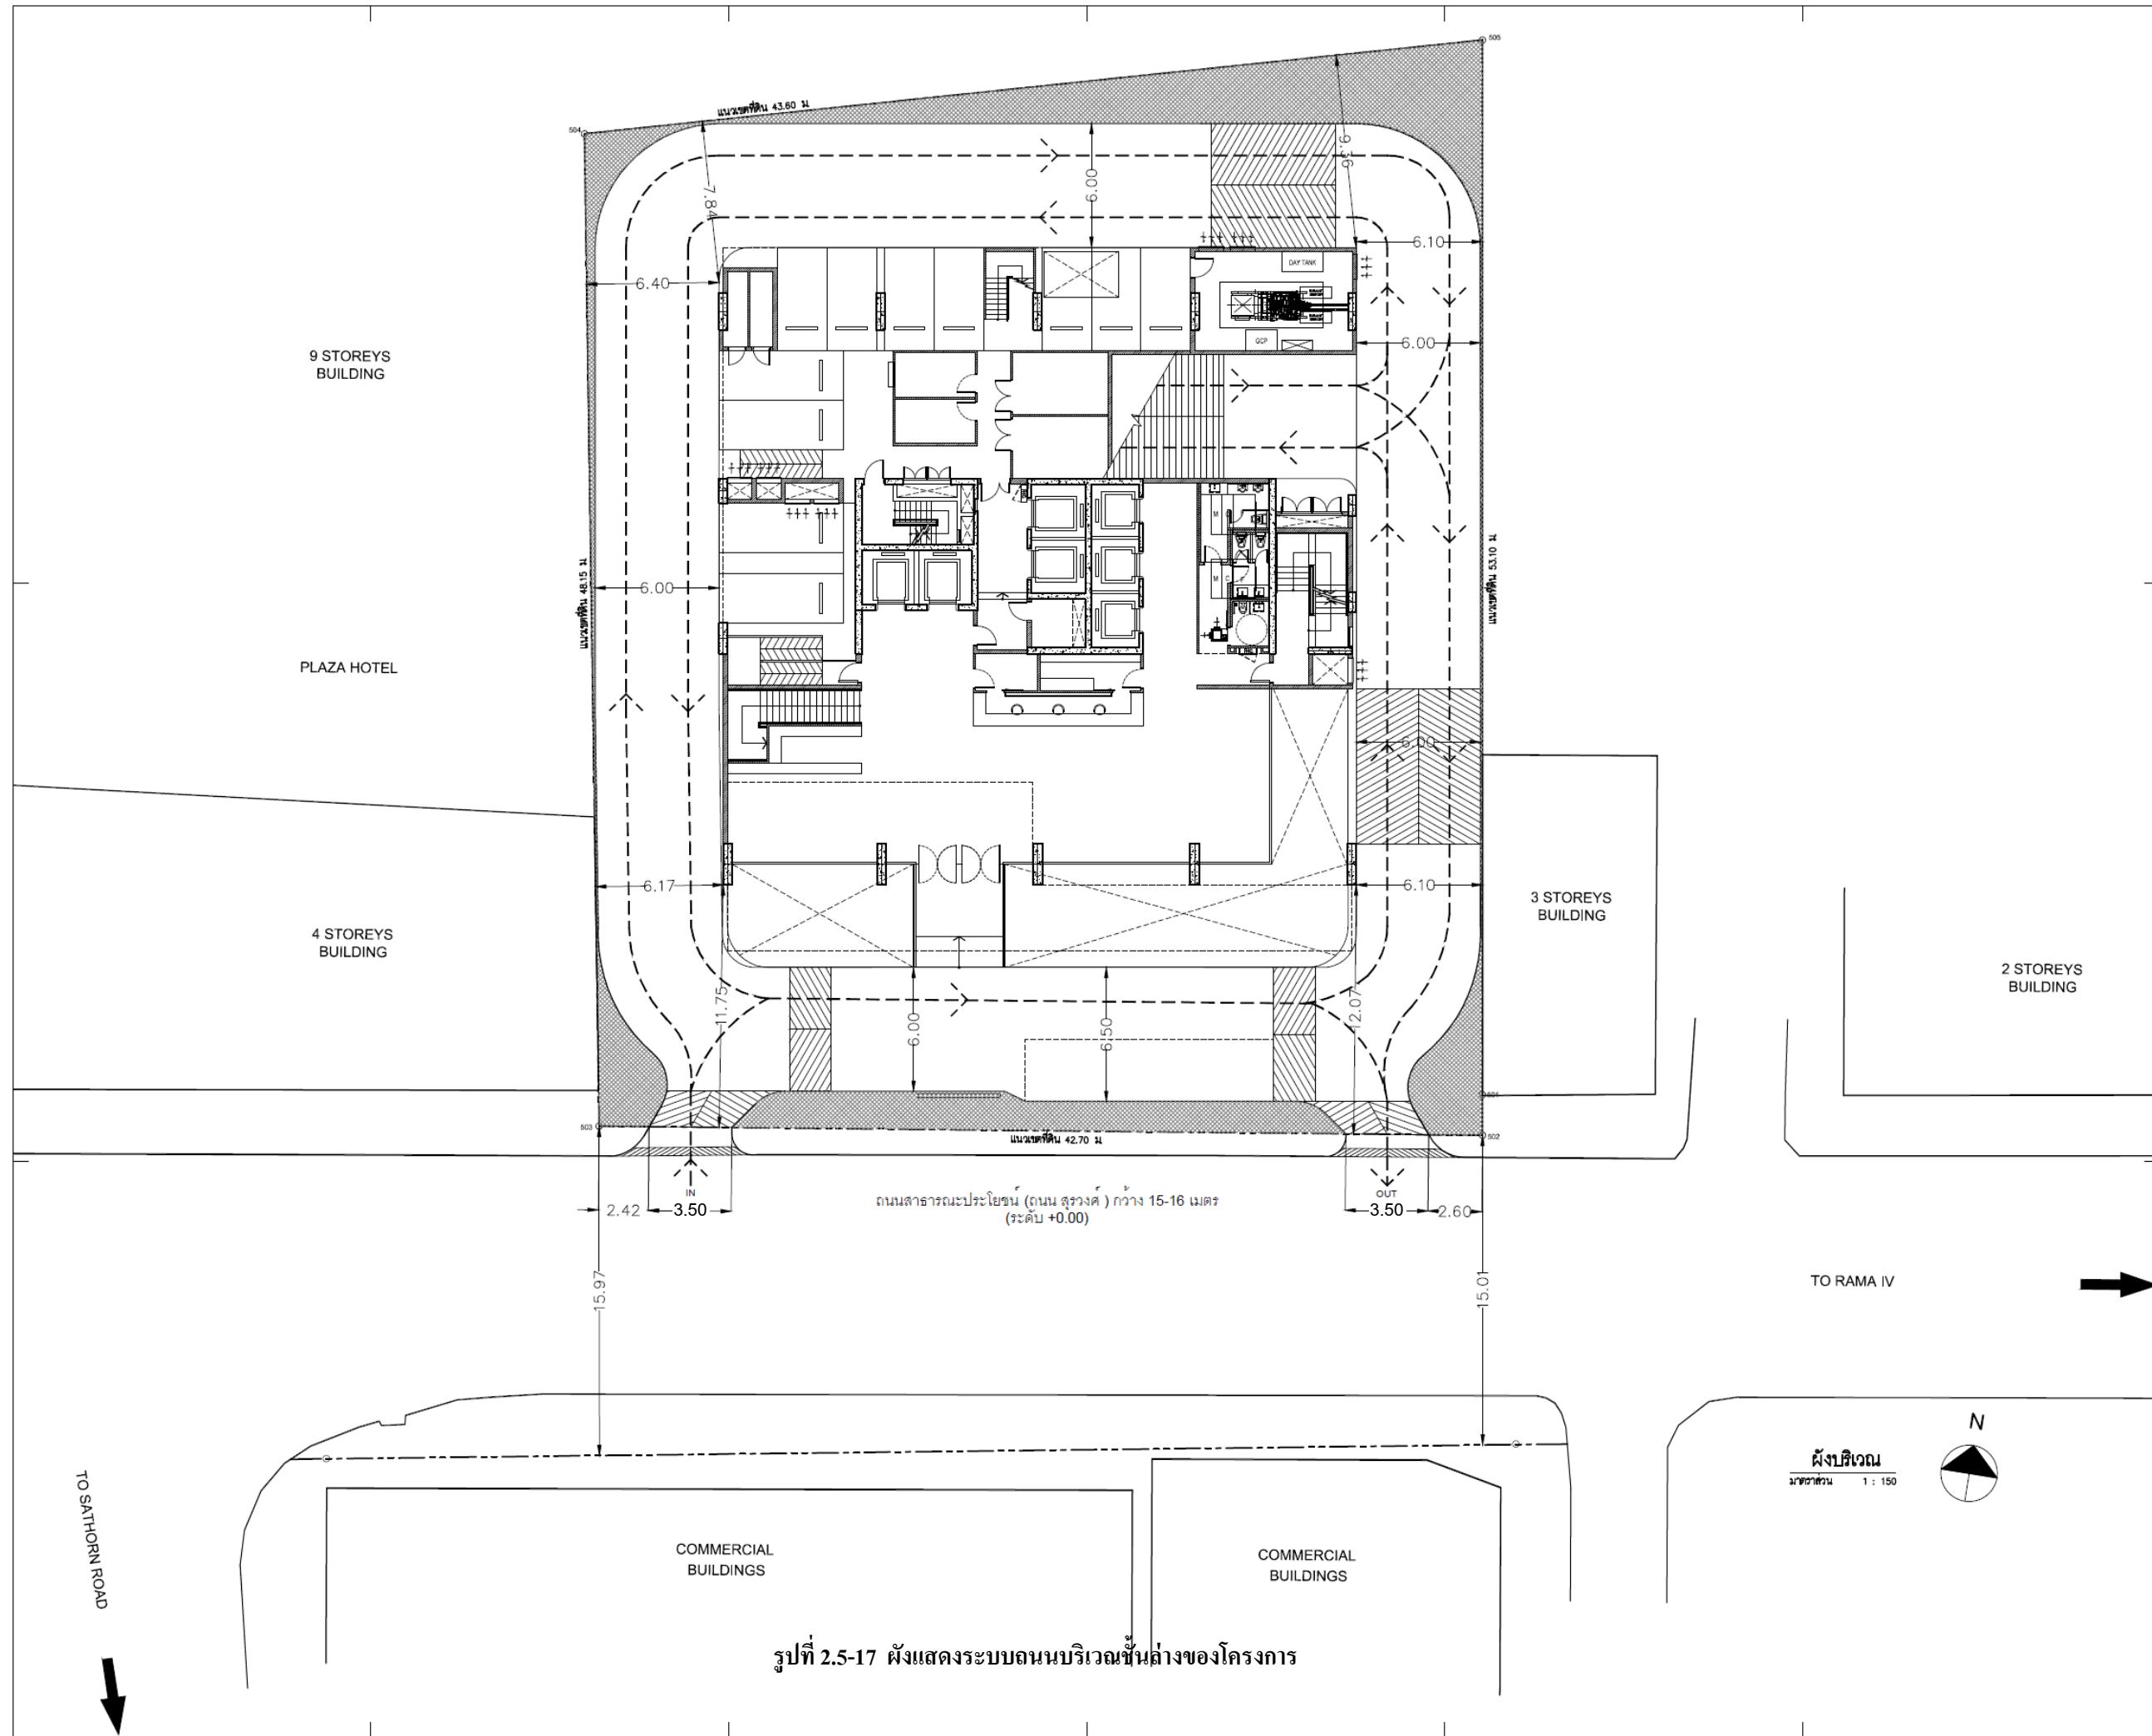 505
แนวเขตที่ดิน 43.60 ม
504
9.36
7.84
6.00
6.10
DAY TANK
6.40
GCP
6.00
9 STOREYS
BUILDING
M
แนวเขตที่ดิน 48.15 ม
6.00
M
แนวเขตที่ดิน 53.10 ม
PLAZA HOTEL
6.00
6.17
6.10
3 STOREYS
BUILDING
4 STOREYS
BUILDING
2 STOREYS
BUILDING
11.75
6.00
6.50
12.07
501
503
แนวเขตที่ดิน 42.70 ม
502
IN
OUT
2.42
3.50
3.50
2.60
ถนนสาธารณะประโยชน์ (ถนน สุรวงศ์ ) กว้าง 15-16 เมตร
(ระดับ +0.00)
15.97
15.01
TO RAMA IV
N
ผังบริเวณ
มาตราส่วน 1 : 150
TO SATHORN ROAD
COMMERCIAL
BUILDINGS
COMMERCIAL
BUILDINGS
รูปที่ 2.5-17 ผังแสดงระบบถนนบริเวณชั้นล่างของโครงการ